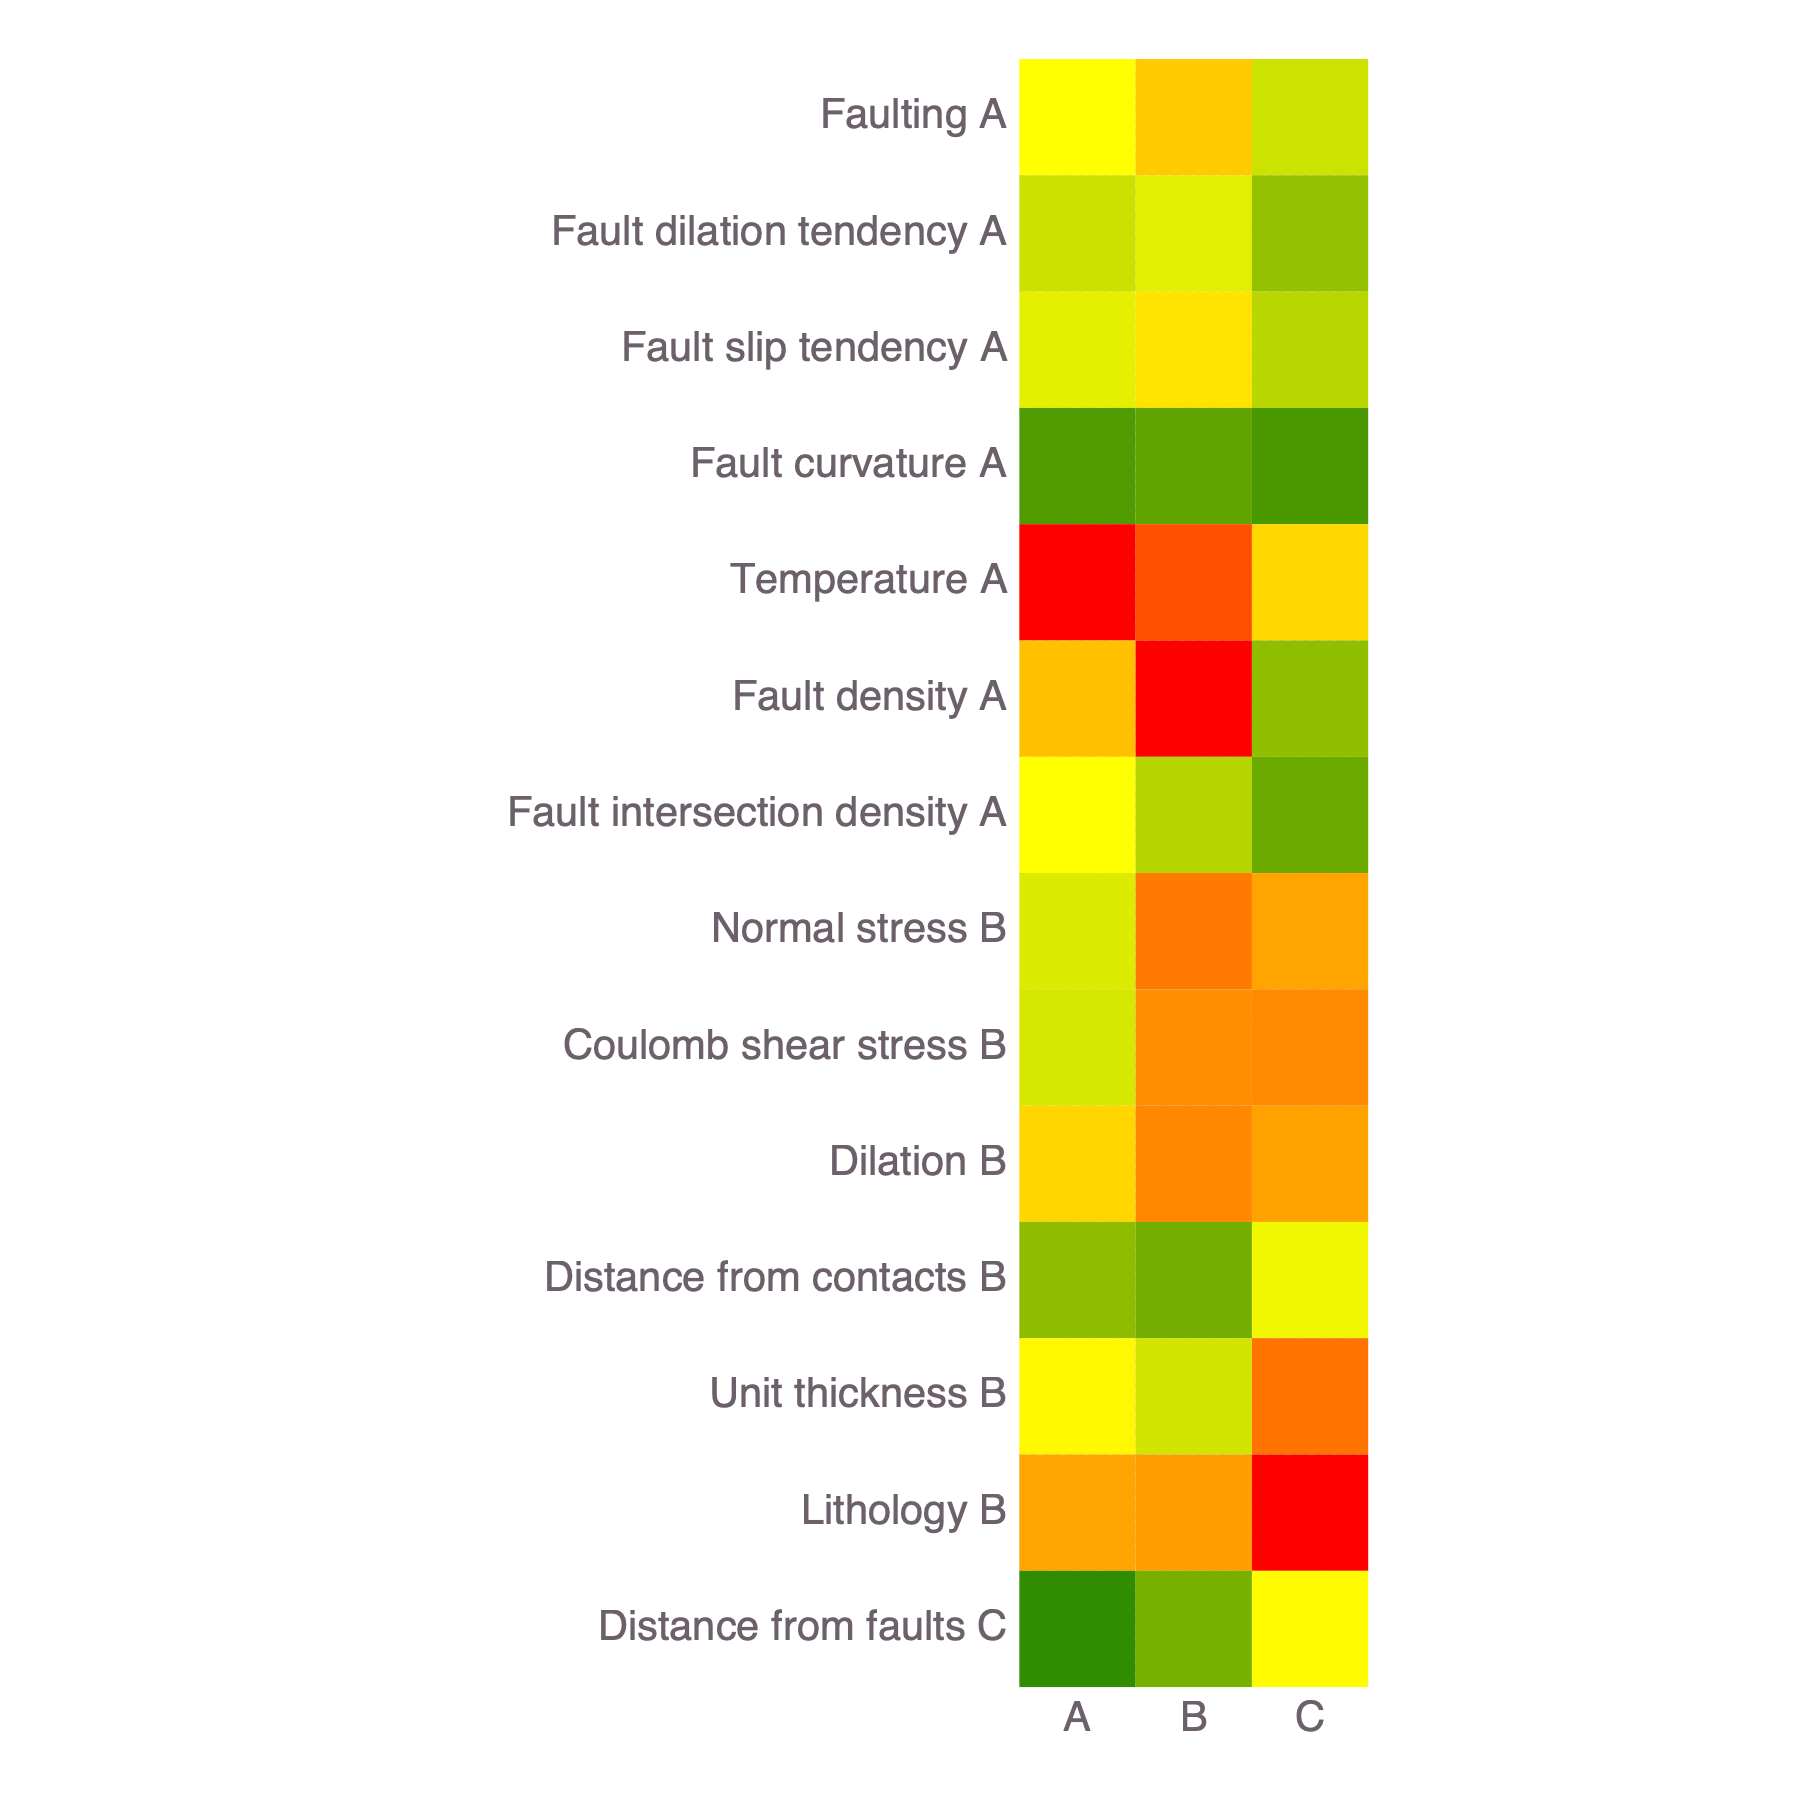 Faulting A
Fault dilation tendency A
Fault slip tendency A
Fault curvature A
Temperature A
Fault density A
Fault intersection density A
Normal stress B
Coulomb shear stress B
Dilation B
Distance from contacts B
Unit thickness B
Lithology B
Distance from faults C
A B C